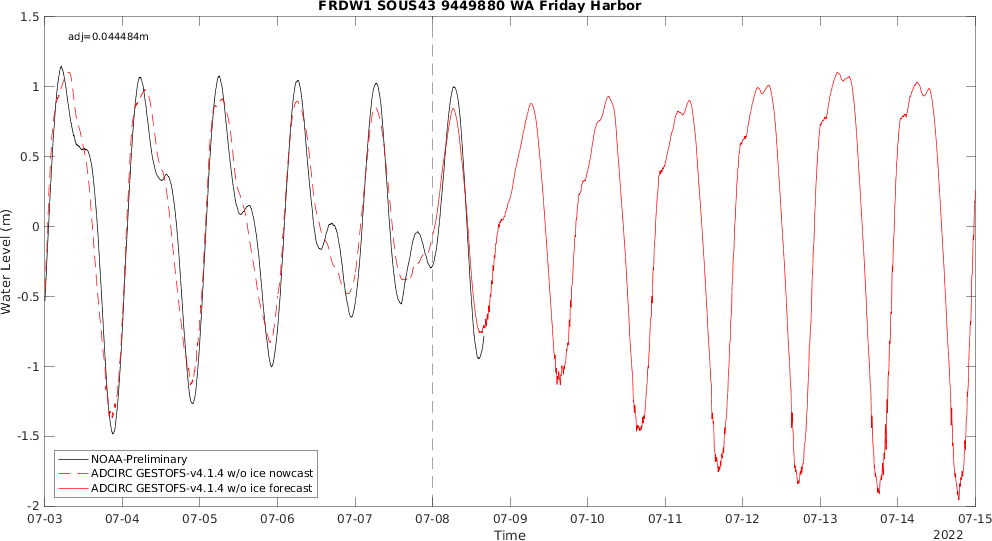 FRDW1 SOUS43 9449880 WA Friday Harbor
adj=0.044484m
Water Level (m)
1.5
1
0.5
0
-0.5
-1
-1.5
-2
NOAA-Preliminary
ADCIRC GESTOFS-v4.1.4 w/o ice nowcast
ADCIRC GESTOFS-v4.1.4 w/o ice forecast
07-03 07-04 07-05 07-06 07-07 07-08 07-09 07-10 07-11 07-12 07-13 07-14 07-15
Time
2022